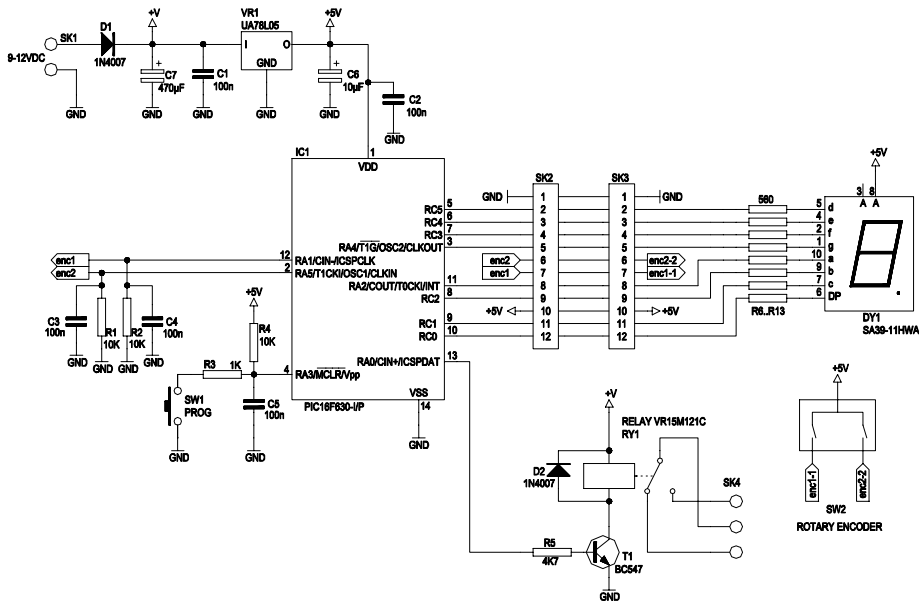 +V
VR1
UA78L05
+5V
SK1
D1
1N4007
I
O
GND
9-12VDC
+
C7
470µF
C1
100n
+
C6
10µF
C2
100n
GND
GND
GND
GND
GND
GND
IC1
1
VDD
SK2
SK3
+5V
3
8
A
A
5
RC5
6
RC4
7
RC3
3
RA4/T1G/OSC2/CLKOUT
12
RA1/CIN-/ICSPCLK
2
RA5/T1CKI/OSC1/CLKIN
11
RA2/COUT/T0CKI/INT
8
RC2
9
RC1
10
RC0
13
RA0/CIN+/ICSPDAT
4
RA3/MCLR/Vpp
VSS
14
PIC16F630-I/P
GND
enc1
enc2
C3
100n
R1
10K
R2
10K
C4
100n
GND
GND
GND
GND
+5V
R4
10K
R3
1K
SW1
PROG
C5
100n
GND
GND
GND
1
1
GND
2
2
3
3
4
4
5
5
enc2
6
6
enc2-2
enc1
7
7
enc1-1
8
8
9
9
+5V
10
10
+5V
11
11
12
12
560
R6..R13
5
d
4
e
2
f
1
g
10
a
9
b
7
c
6
DP
DY1
SA39-11HWA
+V
RELAY VR15M121C
RY1
D2
1N4007
SK4
R5
4K7
T1
BC547
GND
+5V
enc1-1
enc2-2
SW2
ROTARY ENCODER